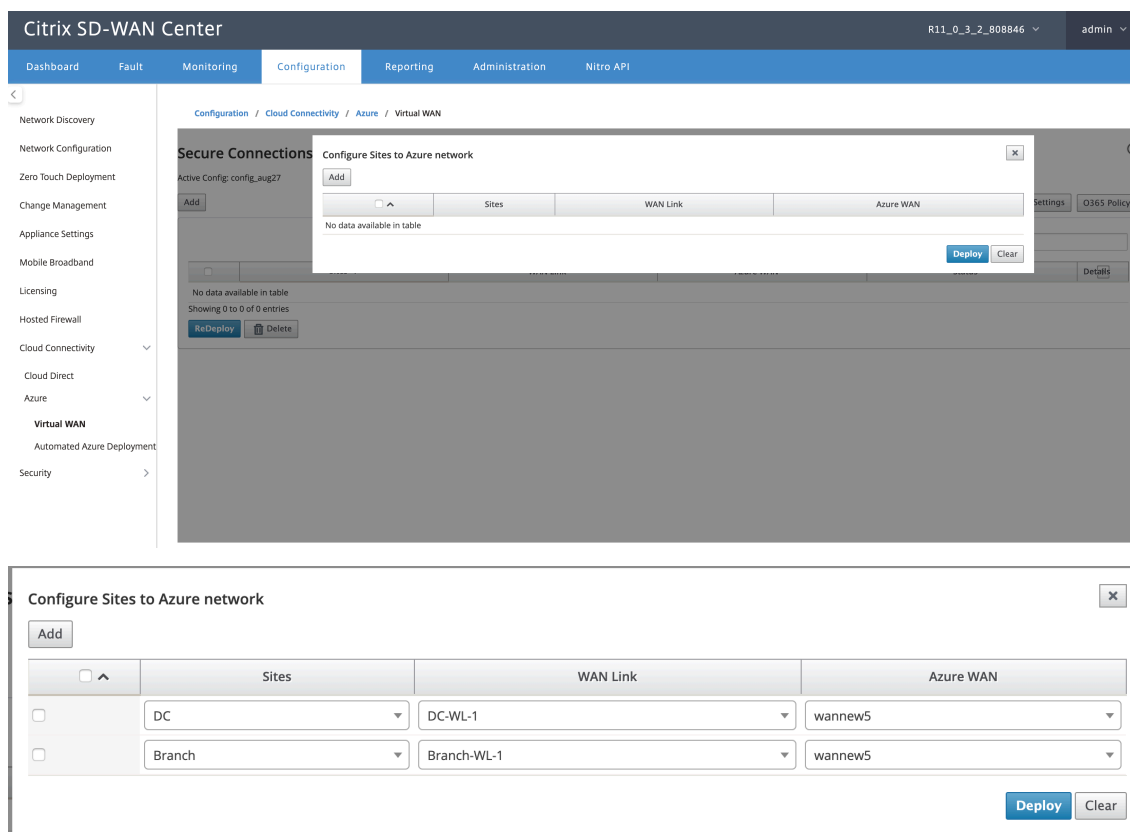 Citrix SD-WAN Center
R11_0_3_2_808846
admin
Dashboard Fault Monitoring Configuration Reporting Administration Nitro API
Network Discovery
Network Configuration
Zero Touch Deployment
Change Management
Appliance Settings
Mobile Broadband
Licensing
Hosted Firewall
Cloud Connectivity
Cloud Direct
Azure
Virtual WAN
Automated Azure Deployment
Security
Configuration / Cloud Connectivity / Azure / Virtual WAN
Secure Connections
Active Config: config_aug27
Add
Settings O365 Policy
Configure Sites to Azure network
Add
Sites WAN Link Azure WAN
No data available in table
Deploy Clear
Details
No data available in table
Showing 0 to 0 of 0 entries
ReDeploy Delete
Configure Sites to Azure network
Add
Sites WAN Link Azure WAN
DC DC-WL-1 wannew5
Branch Branch-WL-1 wannew5
Deploy Clear